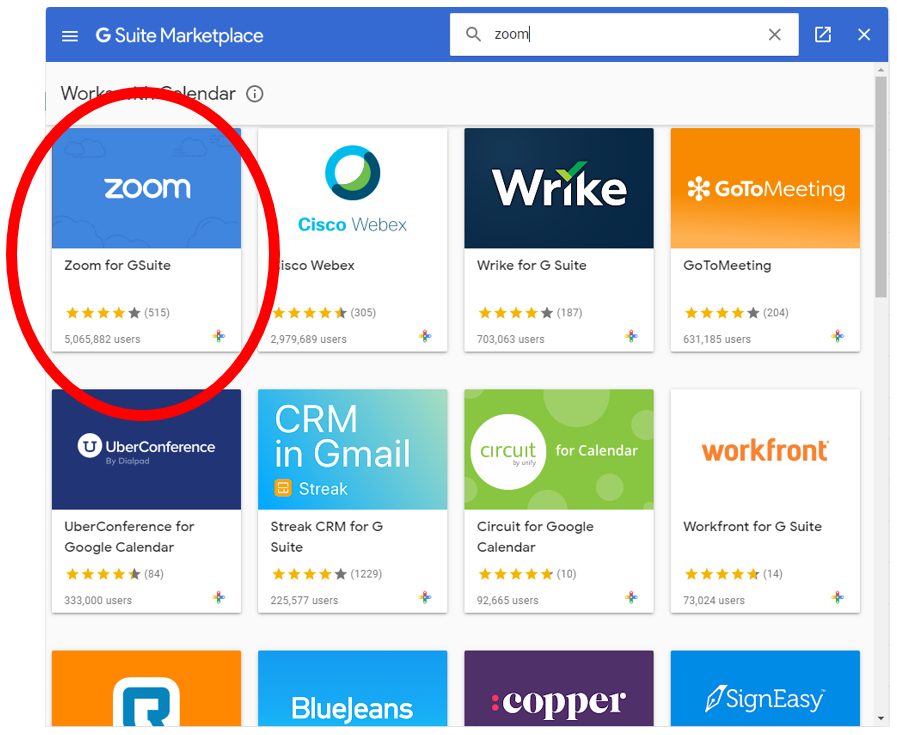 G Suite Marketplace
zoom
Works with Calendar
zoom
Zoom for GSuite
(515)
5,065,882 users
Cisco Webex
Cisco Webex
(305)
2,979,689 users
Wrike
Wrike for G Suite
(187)
703,063 users
GoToMeeting
GoToMeeting
(204)
631,185 users
UberConference
By Dialpad
UberConference for
Google Calendar
(84)
333,000 users
CRM
in Gmail
Streak
Streak CRM for G
Suite
(1229)
225,577 users
circuit
by unify
for Calendar
Circuit for Google
Calendar
(10)
92,665 users
workfront
Workfront for G Suite
(14)
73,024 users
BlueJeans
:copper
SignEasy